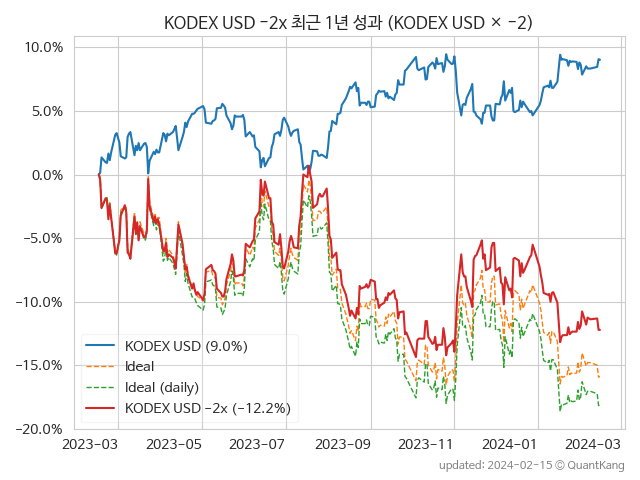 KODEX USD −2x 최근 1년 성과 (KODEX USD × −2)
10.0%
5.0%
0.0%
−5.0%
−10.0%
−15.0%
−20.0%
KODEX USD (9.0%)
Ideal
Ideal (daily)
KODEX USD −2x (−12.2%)
2023-03 2023-05 2023-07 2023-09 2023-11 2024-01 2024-03
updated: 2024-02-15 © QuantKang